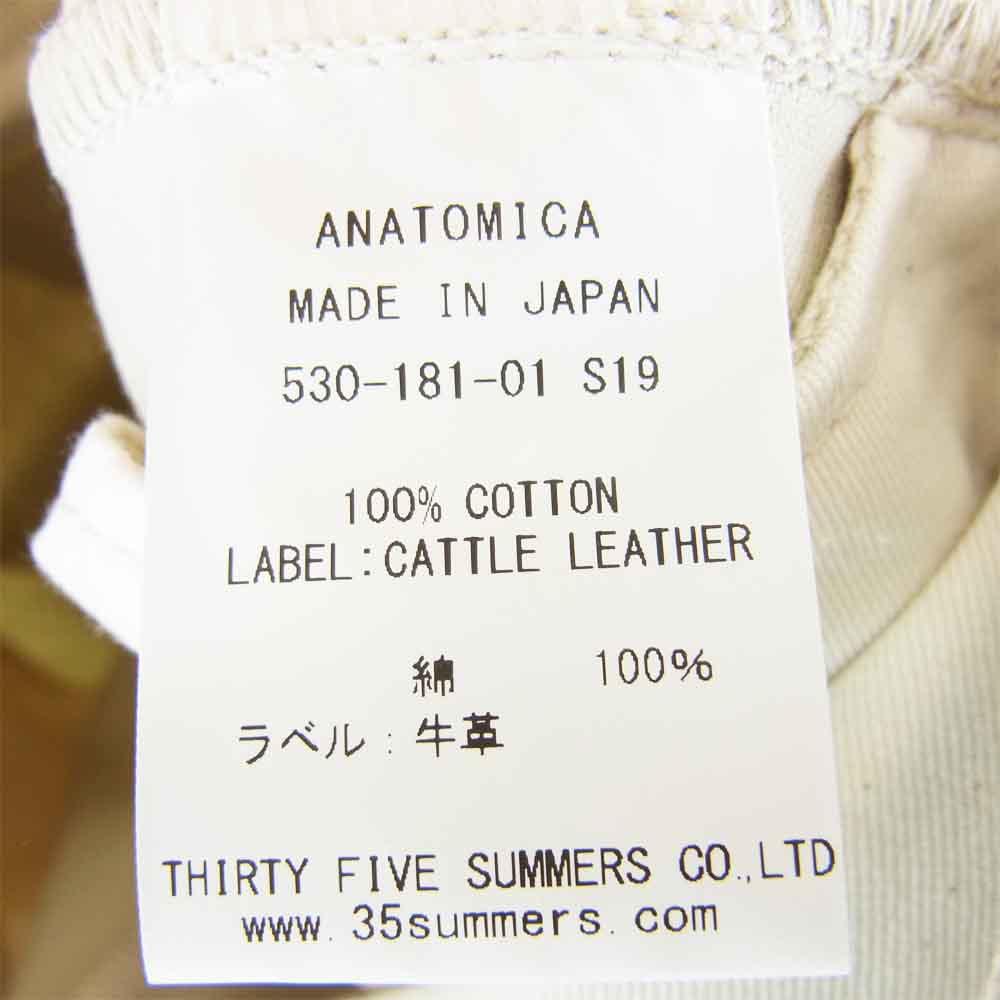 ANATOMICA
MADE IN JAPAN
530-181-01 S19
100% COTTON
LABEL:CATTLE LEATHER
綿 100%
ラベル:牛革
THIRTY FIVE SUMMERS CO.,LTD
www.35summers.com